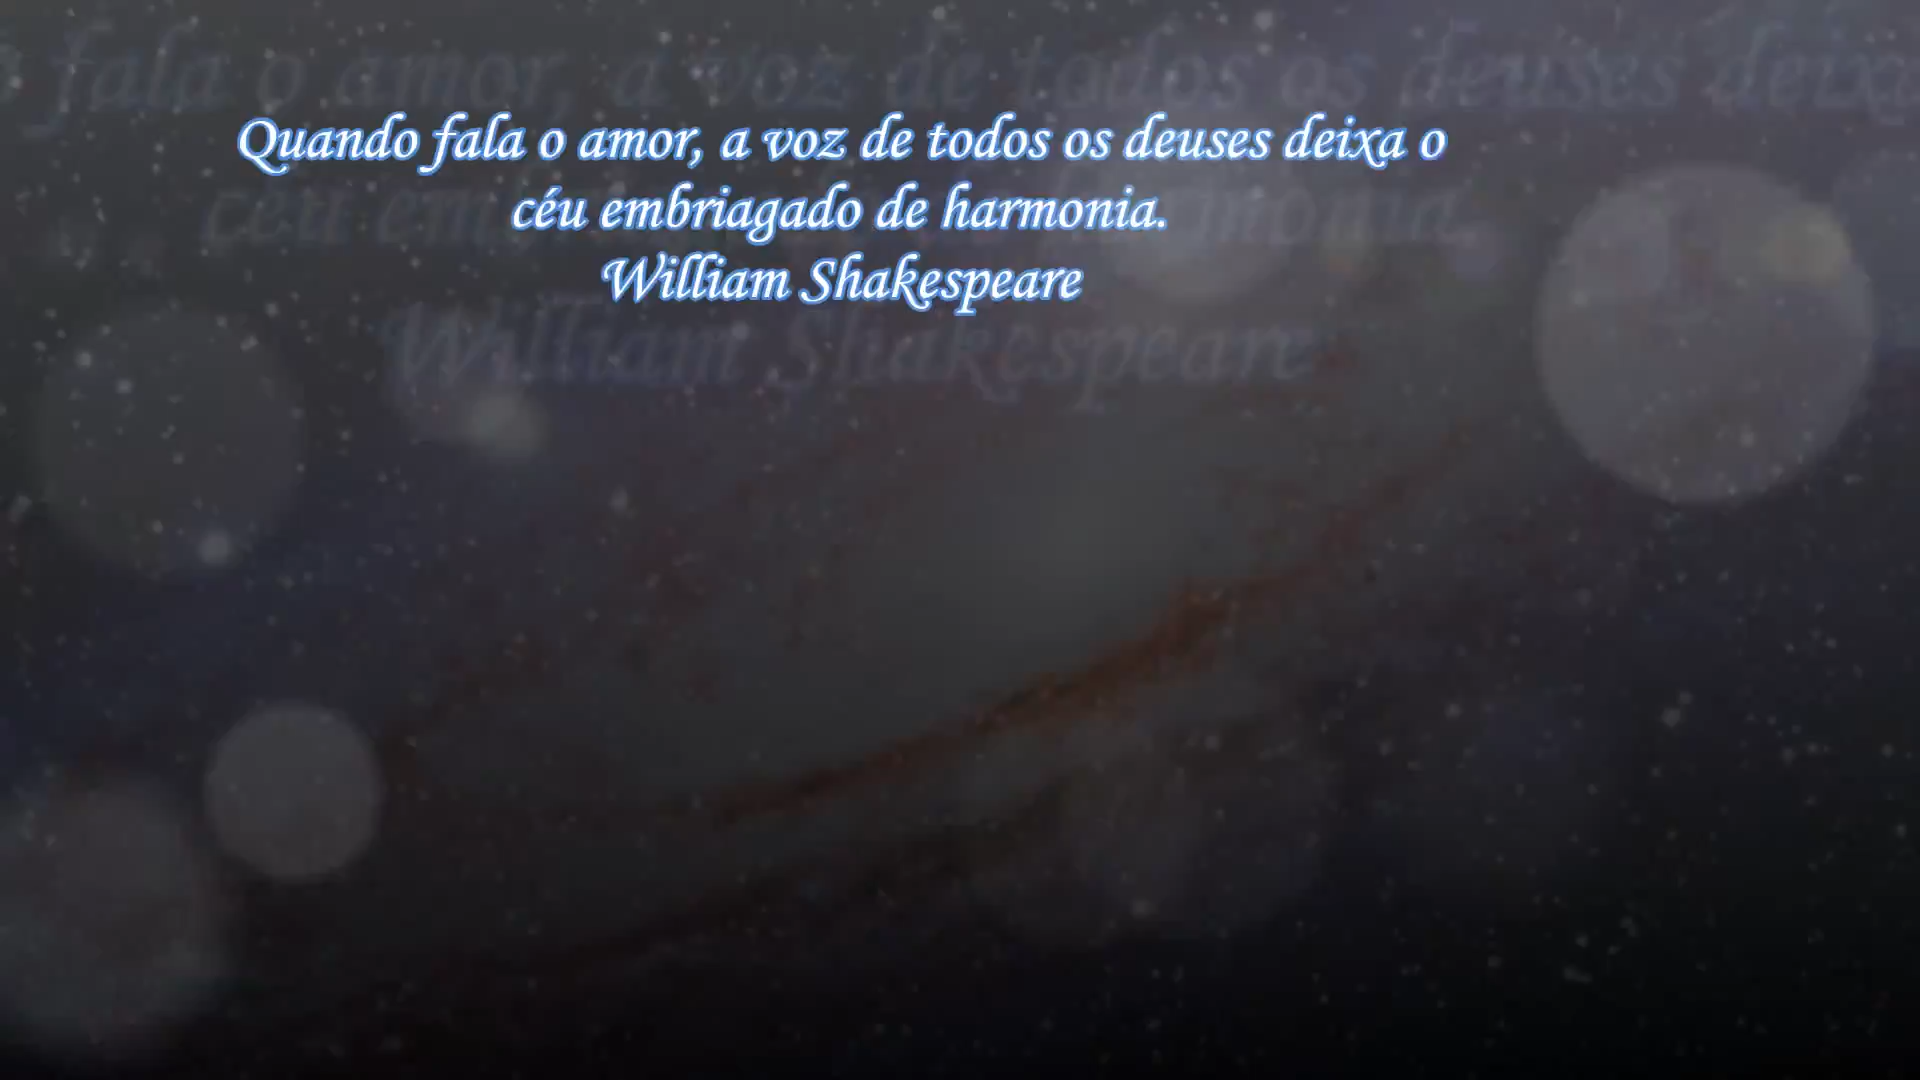 Quando fala o amor, a voz de todos os deuses deixa o
céu embriagado de harmonia.
William Shakespeare